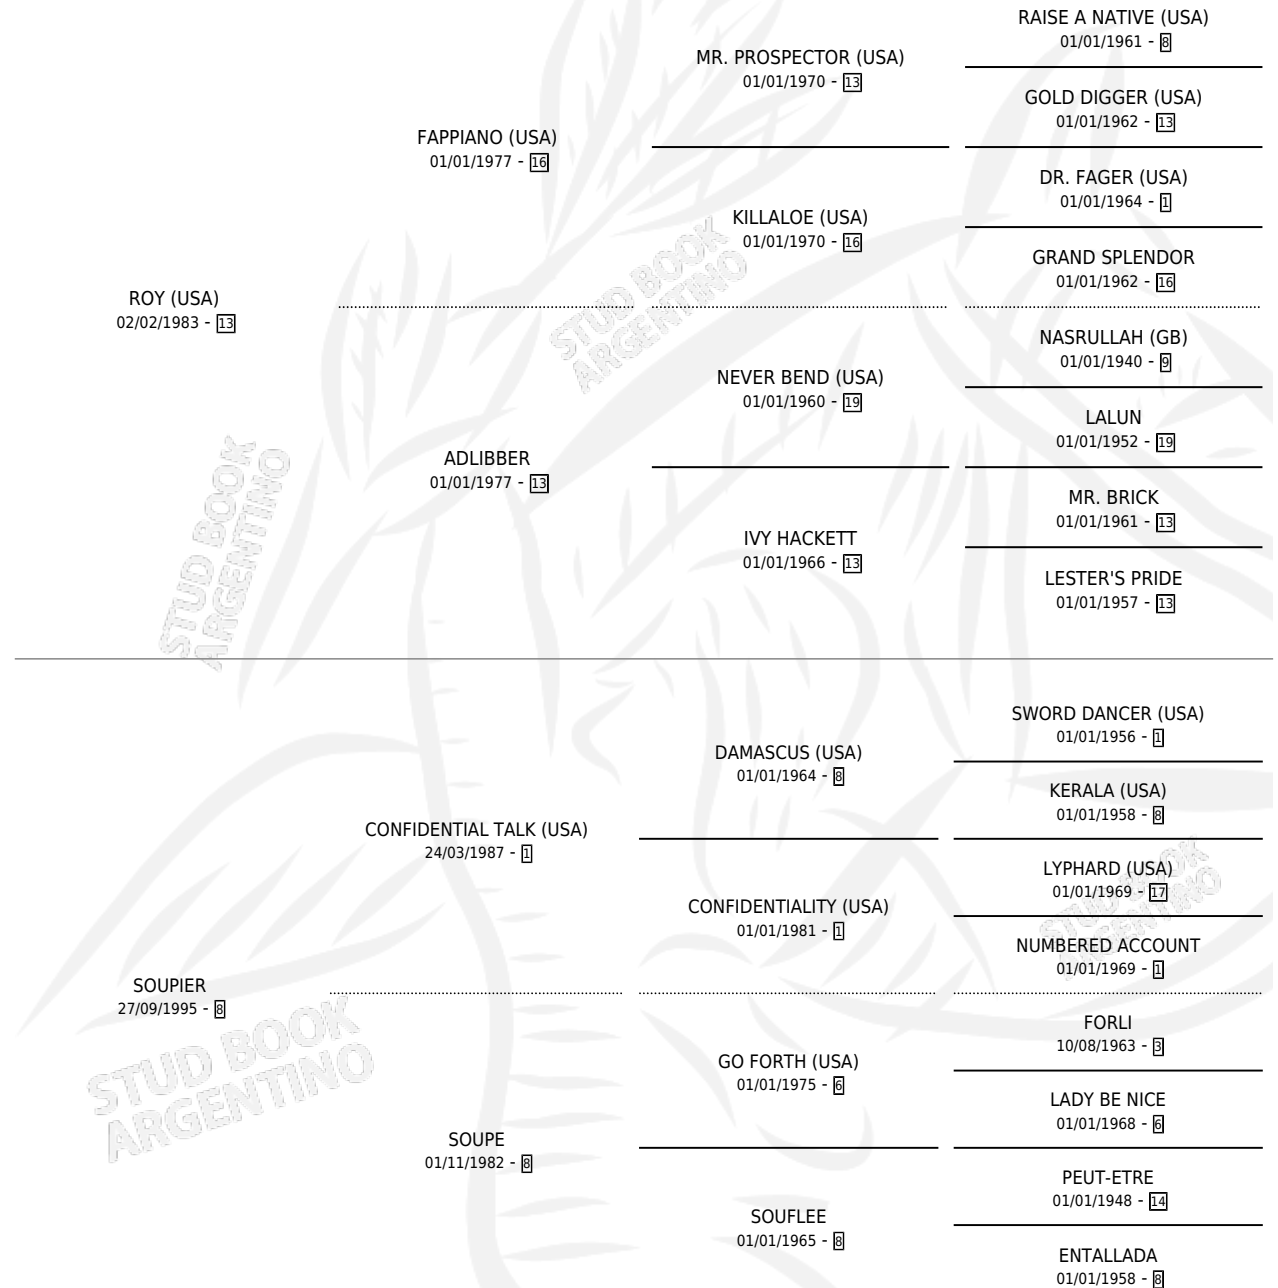 RAISE A NATIVE (USA)
01/01/1961 - 8
MR. PROSPECTOR (USA)
01/01/1970 - 13
GOLD DIGGER (USA)
01/01/1962 - 13
FAPPIANO (USA)
01/01/1977 - 16
DR. FAGER (USA)
01/01/1964 - 1
KILLALOE (USA)
01/01/1970 - 16
GRAND SPLENDOR
01/01/1962 - 16
ROY (USA)
02/02/1983 - 13
NASRULLAH (GB)
01/01/1940 - 9
NEVER BEND (USA)
01/01/1960 - 19
LALUN
01/01/1952 - 19
ADLIBBER
01/01/1977 - 13
MR. BRICK
01/01/1961 - 13
IVY HACKETT
01/01/1966 - 13
LESTER'S PRIDE
01/01/1957 - 13
STUD BOOK
ARGENTINO
STUD BOOK
ARGENTINO
SWORD DANCER (USA)
01/01/1956 - 1
DAMASCUS (USA)
01/01/1964 - 8
KERALA (USA)
01/01/1958 - 8
CONFIDENTIAL TALK (USA)
24/03/1987 - 1
LYPHARD (USA)
01/01/1969 - 17
CONFIDENTIALITY (USA)
01/01/1981 - 1
NUMBERED ACCOUNT
01/01/1969 - 1
SOUPIER
27/09/1995 - 8
FORLI
10/08/1963 - 3
GO FORTH (USA)
01/01/1975 - 6
LADY BE NICE
01/01/1968 - 6
SOUPE
01/11/1982 - 8
PEUT-ETRE
01/01/1948 - 14
SOUFLEE
01/01/1965 - 8
ENTALLADA
01/01/1958 - 8
STUD BOOK
ARGENTINO
STUD BOOK
ARGENTINO